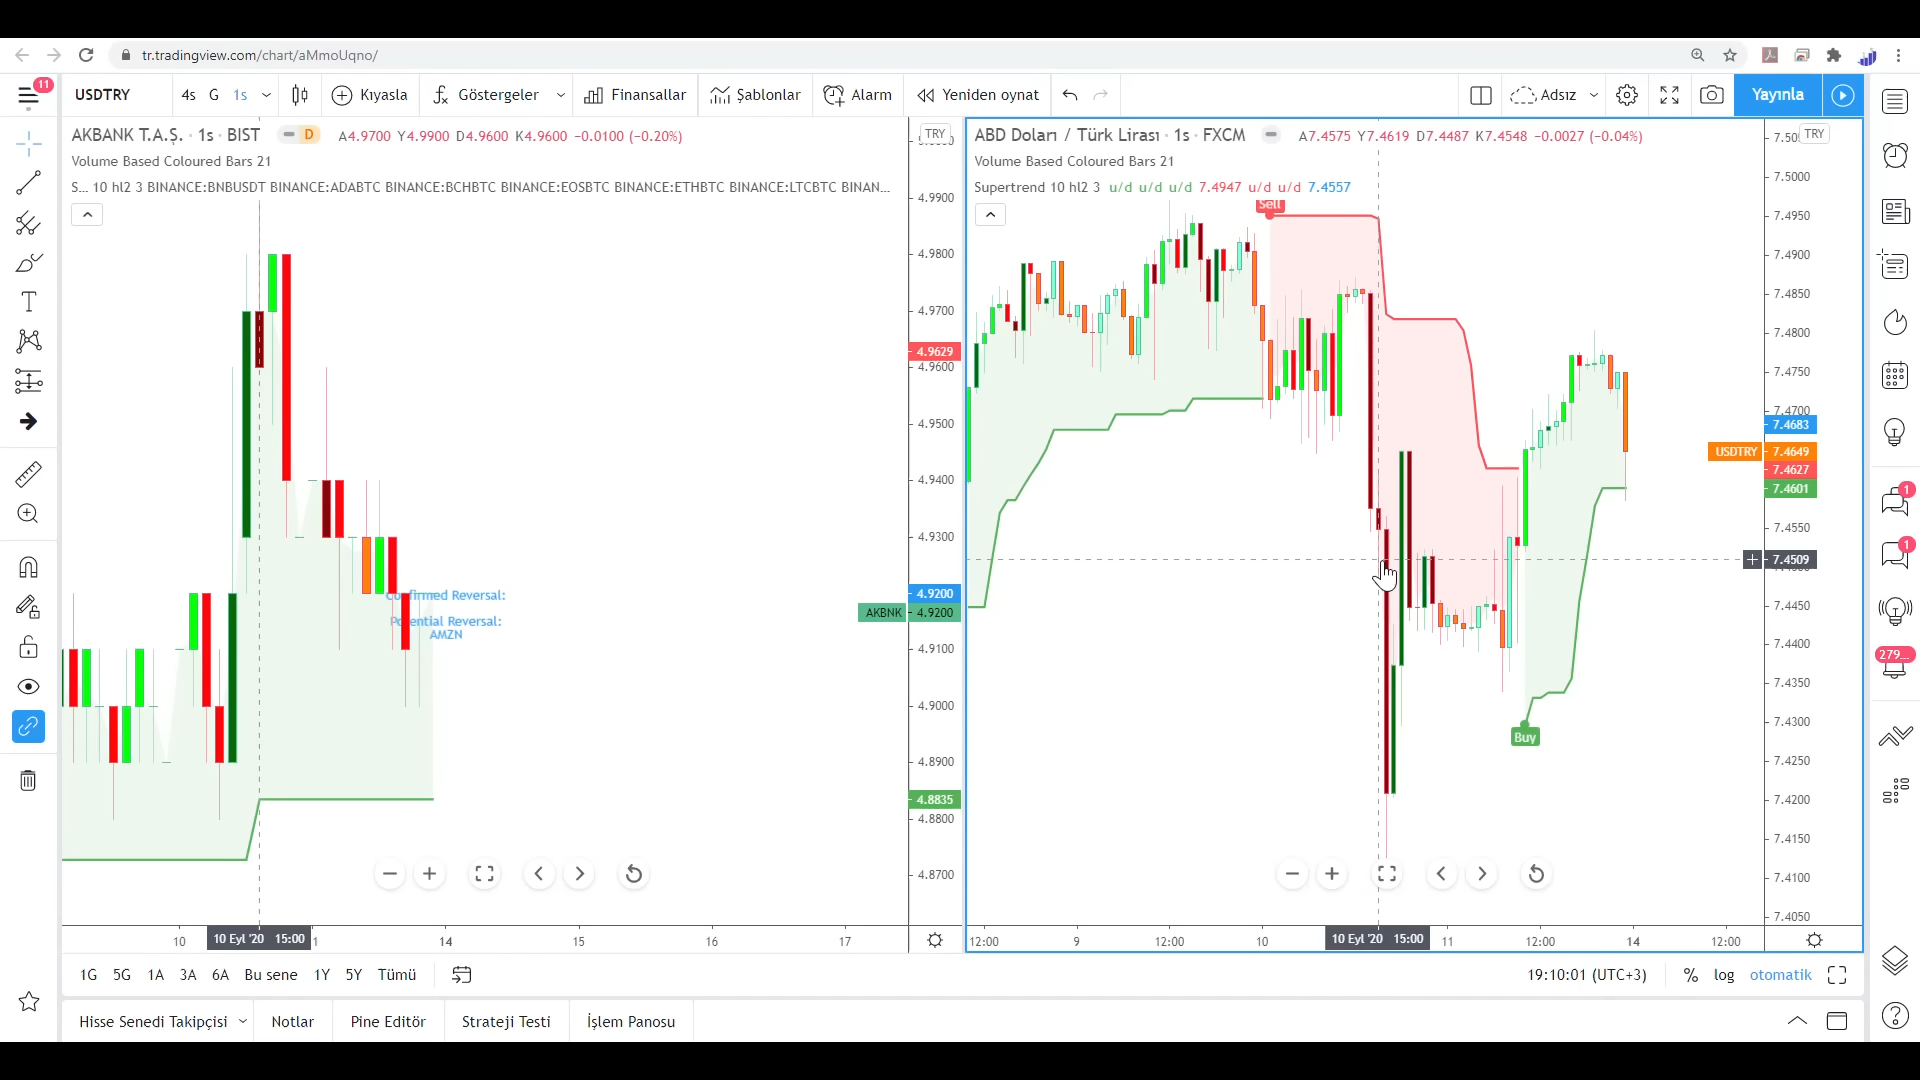 tr.tradingview.com/chart/aMmoUqno/
11
USDTRY
4s G 1s
Kıyasla
Göstergeler
Finansallar
Şablonlar
Alarm
Yeniden oynat
Adsız
Yayınla
AKBANK T.A.Ş. · 1s · BIST
D
A4.9700 Y4.9900 D4.9600 K4.9600 −0.0100 (−0.20%)
TRY
Volume Based Coloured Bars 21
S... 10 hl2 3 BINANCE:BNBUSDT BINANCE:ADABTC BINANCE:BCHBTC BINANCE:EOSBTC BINANCE:ETHBTC BINANCE:LTCBTC BINAN...
4.9900
4.9800
4.9700
4.9629
4.9600
4.9500
4.9400
4.9300
4.9200
AKBNK 4.9200
4.9100
4.9000
4.8900
4.8835
4.8800
4.8700
Confirmed Reversal:
Potential Reversal:
AMZN
10
10 Eyl '20 15:00
1
14
15
16
17
ABD Doları / Türk Lirası · 1s · FXCM
A7.4575 Y7.4619 D7.4487 K7.4548 −0.0027 (−0.04%)
TRY
Volume Based Coloured Bars 21
Supertrend 10 hl2 3 u/d u/d u/d 7.4947 u/d u/d 7.4557
Sell
Buy
7.5000
7.4950
7.4900
7.4850
7.4800
7.4750
7.4700
7.4683
USDTRY 7.4649
7.4627
7.4601
7.4550
7.4509
7.4450
7.4400
7.4350
7.4300
7.4250
7.4200
7.4150
7.4100
7.4050
12:00
9
12:00
10
10 Eyl '20 15:00
11
12:00
14
12:00
1
1
279...
1G 5G 1A 3A 6A Bu sene 1Y 5Y Tümü
19:10:01 (UTC+3)
% log otomatik
Hisse Senedi Takipçisi
Notlar
Pine Editör
Strateji Testi
İşlem Panosu